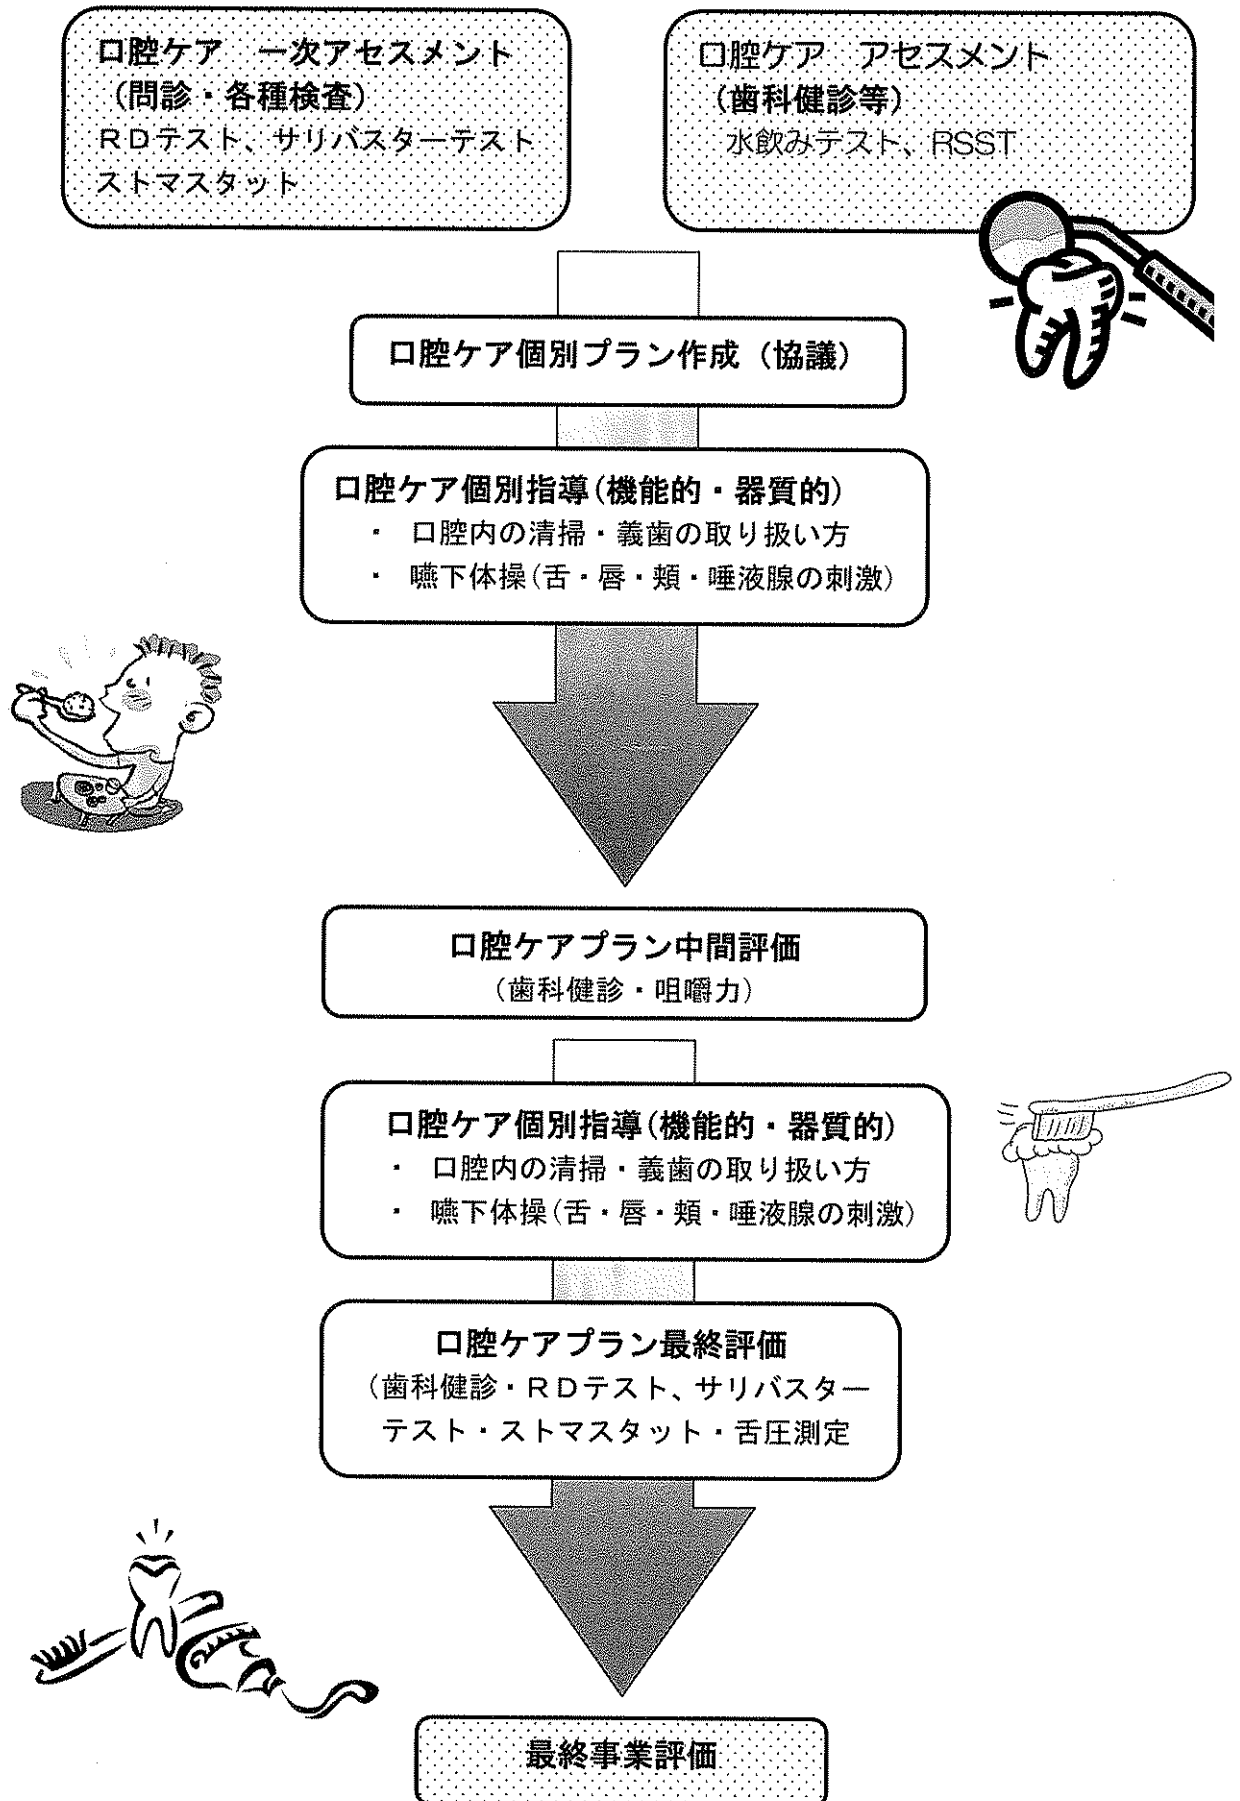 口腔ケア　一次アセスメント
（問診・各種検査）
ＲＤテスト、サリバスターテスト
ストマスタット
口腔ケア　アセスメント
（歯科健診等）
水飲みテスト、RSST
口腔ケア個別プラン作成（協議）
口腔ケア個別指導(機能的・器質的)
・　口腔内の清掃・義歯の取り扱い方
・　嚥下体操(舌・唇・頬・唾液腺の刺激)
口腔ケアプラン中間評価
(歯科健診・咀嚼力)
口腔ケア個別指導(機能的・器質的)
・　口腔内の清掃・義歯の取り扱い方
・　嚥下体操(舌・唇・頬・唾液腺の刺激)
口腔ケアプラン最終評価
(歯科健診・ＲＤテスト、サリバスター
テスト・ストマスタット・舌圧測定
最終事業評価